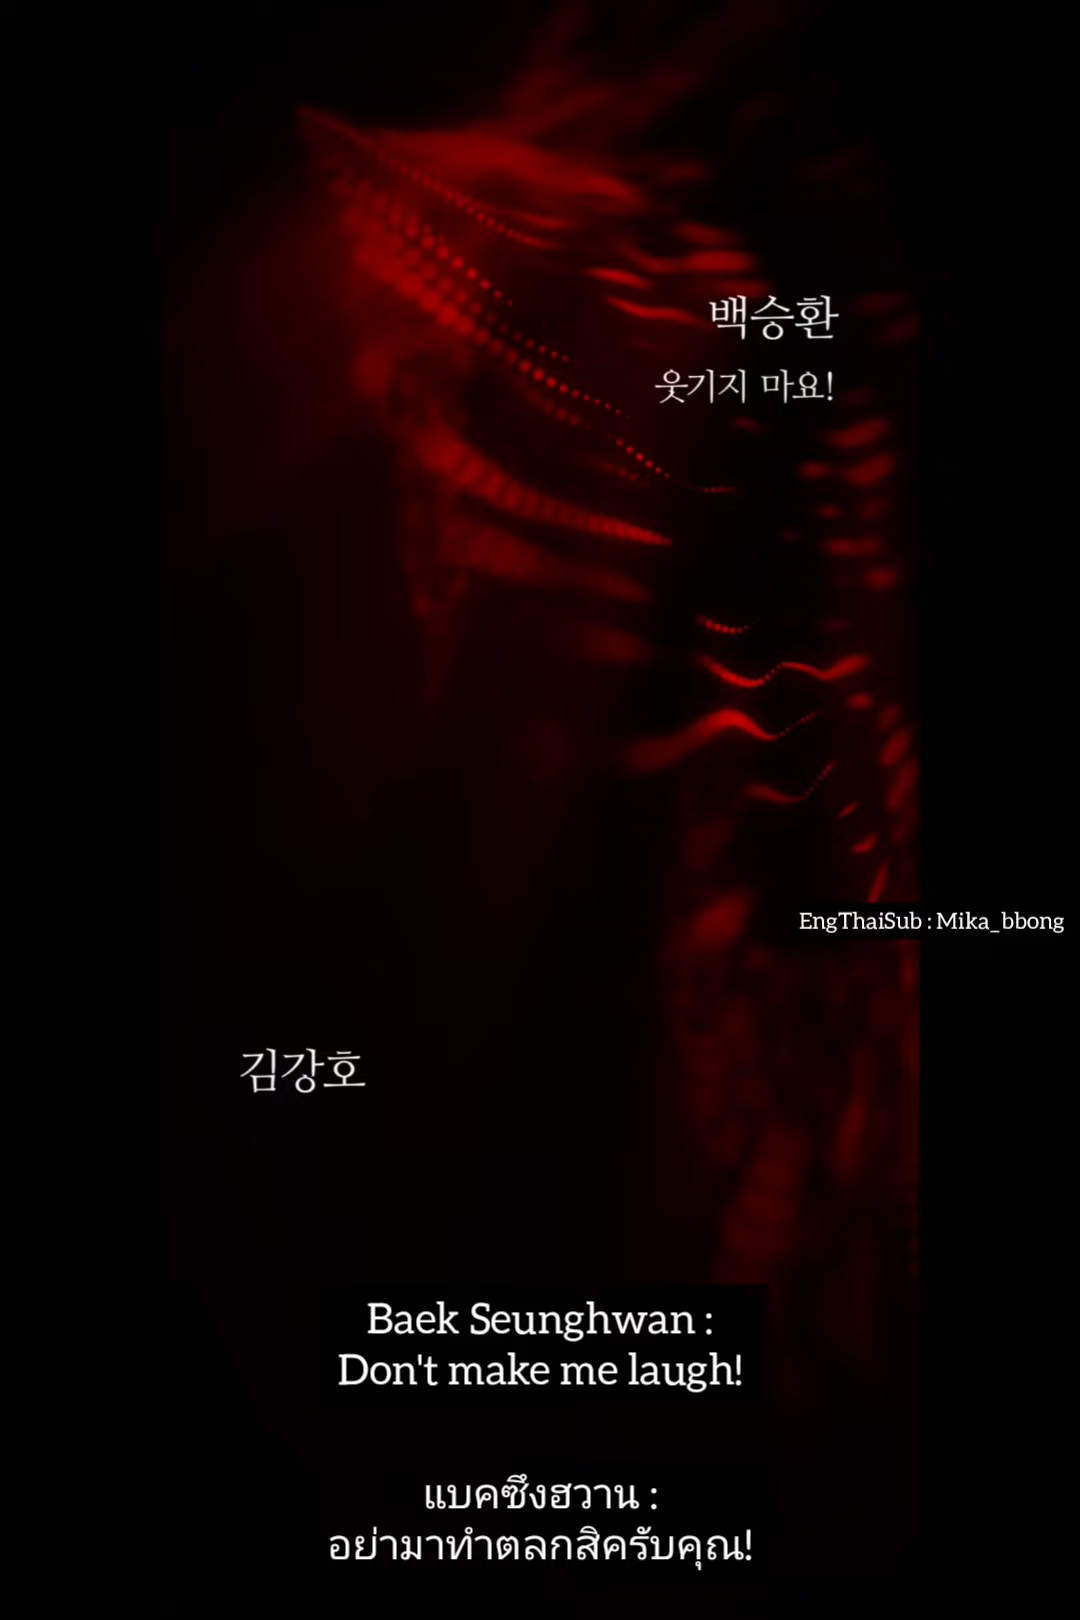 백승환
웃기지 마요!
EngThaiSub : Mika_bbong
김강호
Baek Seunghwan :
Don't make me laugh!
แบคซึงฮวาน :
อย่ามาทำตลกสิครับคุณ!